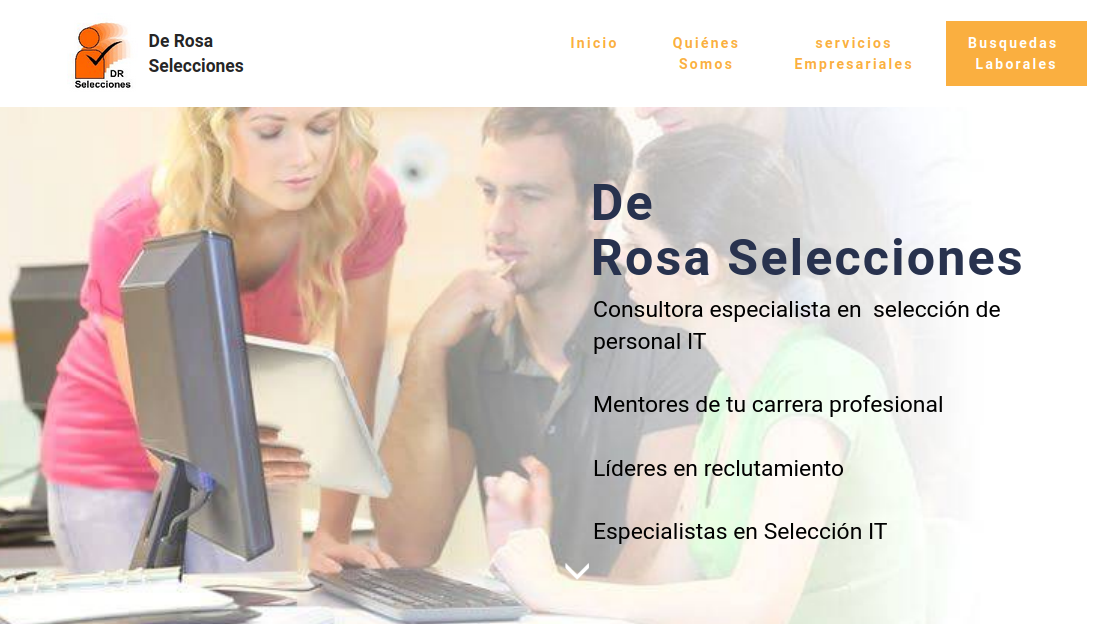 DR
Selecciones
De Rosa
Selecciones
Inicio
Quiénes
Somos
servicios
Empresariales
Busquedas
Laborales
De
Rosa Selecciones
Consultora especialista en  selección de
personal IT
Mentores de tu carrera profesional
Líderes en reclutamiento
Especialistas en Selección IT